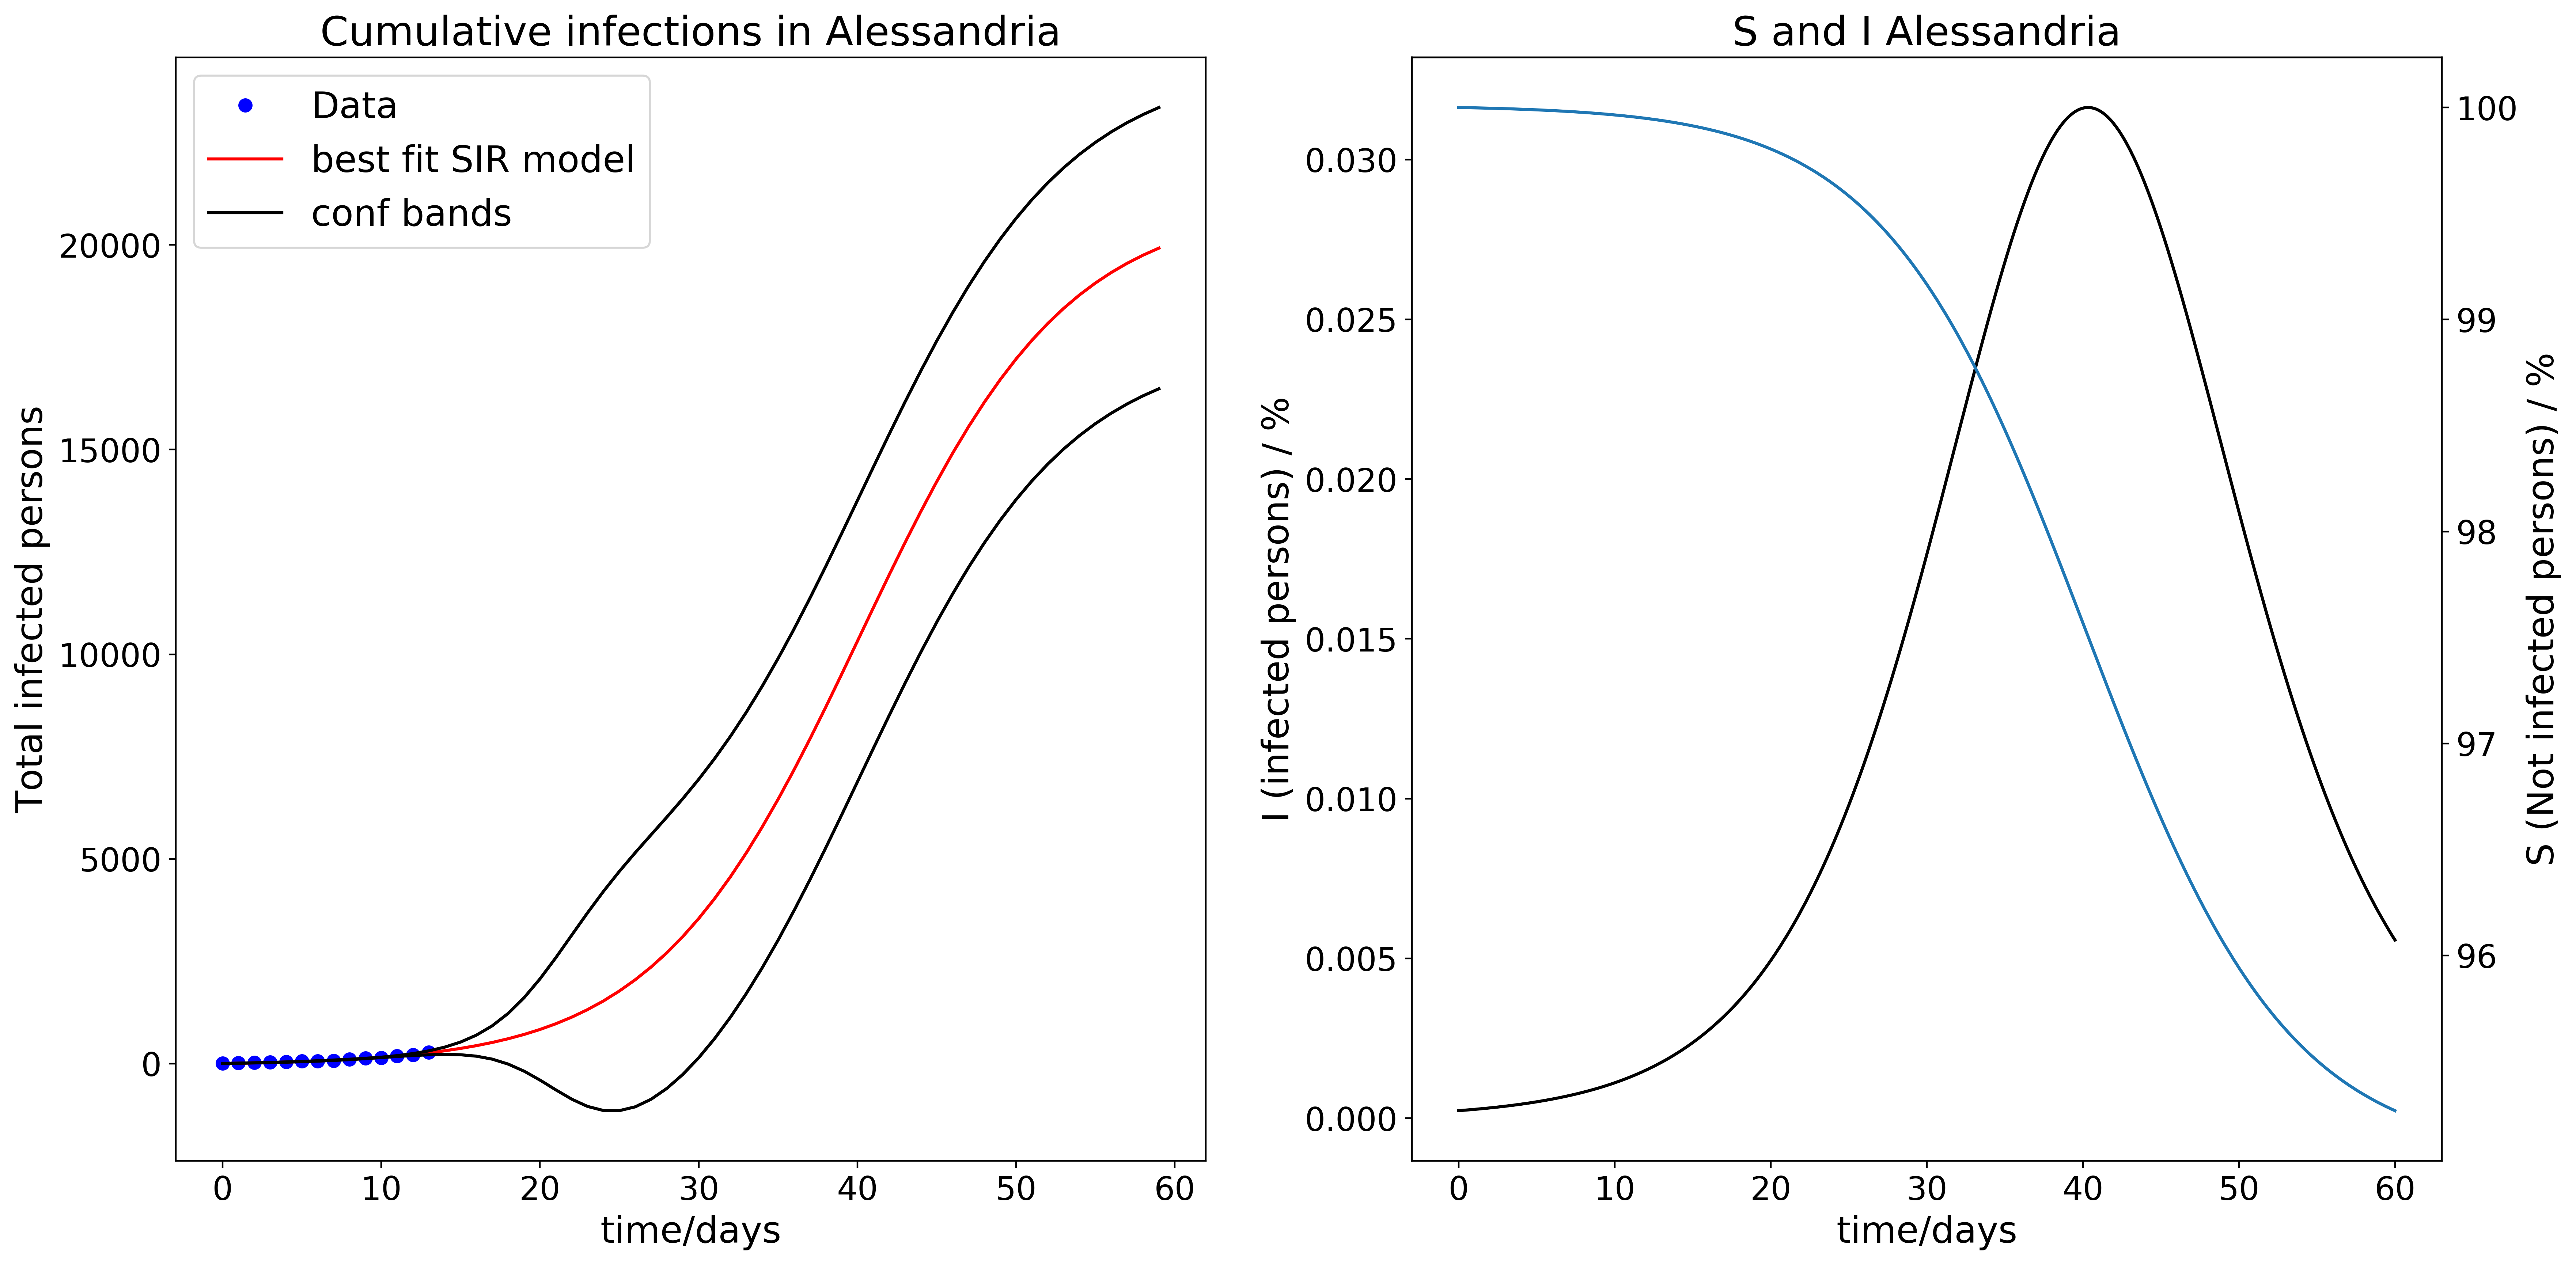 Cumulative infections in Alessandria
Data
best fit SIR model
conf bands
Total infected persons
20000
15000
10000
5000
0
0 10 20 30 40 50 60
time/days
S and I Alessandria
I (infected persons) / %
0.030
0.025
0.020
0.015
0.010
0.005
0.000
100
99
98
97
96
S (Not infected persons) / %
0 10 20 30 40 50 60
time/days